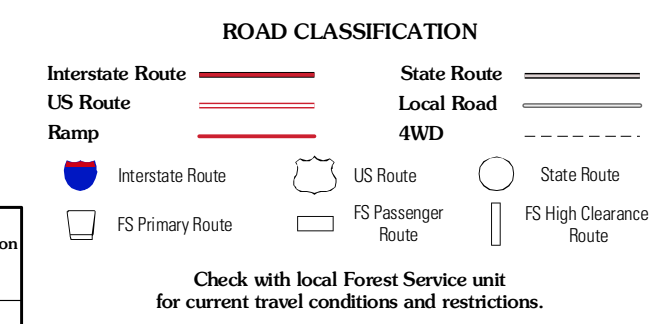 ROAD CLASSIFICATION
Interstate Route
State Route
US Route
Local Road
Ramp
4WD
Interstate Route
US Route
State Route
FS Primary Route
FS Passenger
Route
FS High Clearance
Route
on
Check with local Forest Service unit
for current travel conditions and restrictions.